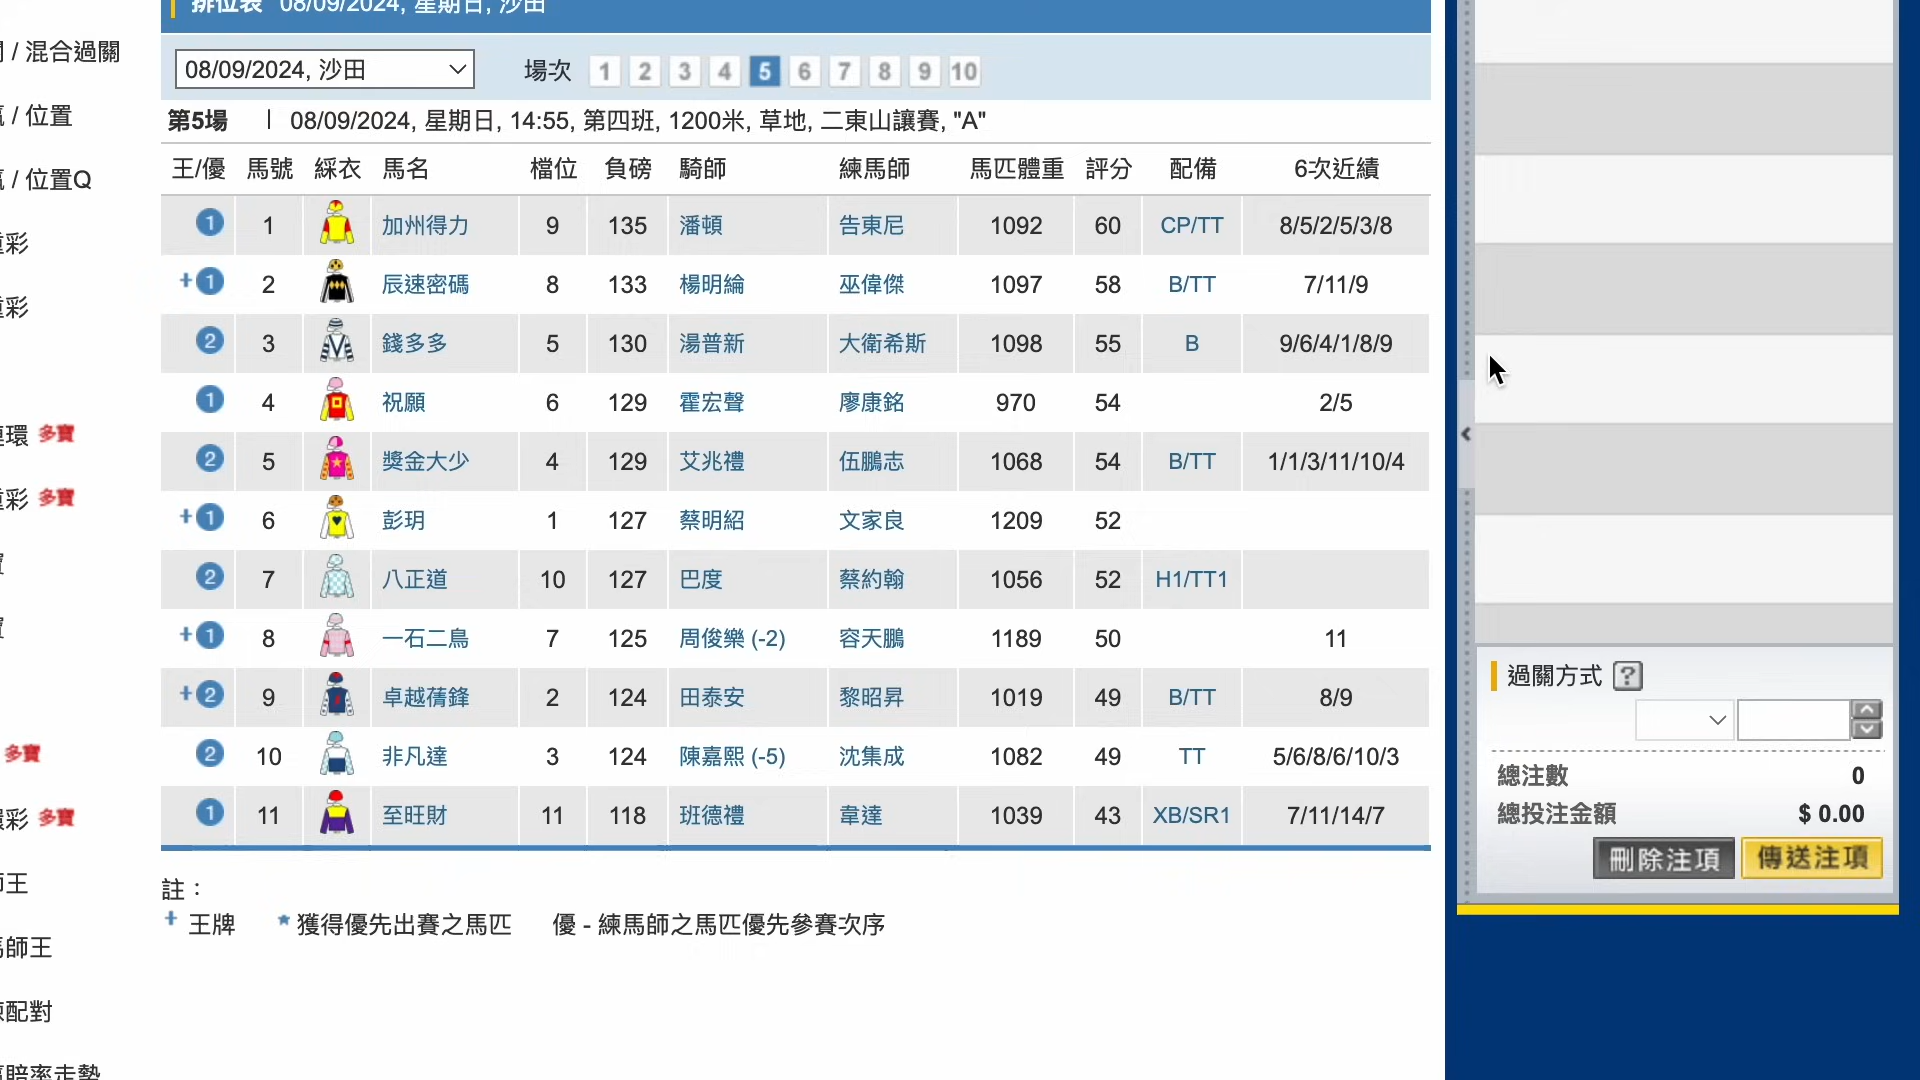 排位表 08/09/2024, 星期日, 沙田
08/09/2024, 沙田 場次 1 2 3 4 5 6 7 8 9 10
第5場 | 08/09/2024, 星期日, 14:55, 第四班, 1200米, 草地, 二東山讓賽, "A"
王/優 馬號 綵衣 馬名 檔位 負磅 騎師 練馬師 馬匹體重 評分 配備 6次近績
1 1 加州得力 9 135 潘頓 告東尼 1092 60 CP/TT 8/5/2/5/3/8
+1 2 辰速密碼 8 133 楊明綸 巫偉傑 1097 58 B/TT 7/11/9
2 3 錢多多 5 130 湯普新 大衛希斯 1098 55 B 9/6/4/1/8/9
1 4 祝願 6 129 霍宏聲 廖康銘 970 54 2/5
2 5 獎金大少 4 129 艾兆禮 伍鵬志 1068 54 B/TT 1/1/3/11/10/4
+1 6 彭玥 1 127 蔡明紹 文家良 1209 52
2 7 八正道 10 127 巴度 蔡約翰 1056 52 H1/TT1
+1 8 一石二鳥 7 125 周俊樂 (-2) 容天鵬 1189 50 11
+2 9 卓越蒨鋒 2 124 田泰安 黎昭昇 1019 49 B/TT 8/9
2 10 非凡達 3 124 陳嘉熙 (-5) 沈集成 1082 49 TT 5/6/8/6/10/3
1 11 至旺財 11 118 班德禮 韋達 1039 43 XB/SR1 7/11/14/7
註：
+ 王牌 * 獲得優先出賽之馬匹 優 - 練馬師之馬匹優先參賽次序
/ 混合過關
/ 位置
/ 位置Q
彩
彩
環 多寶
彩 多寶
多寶
彩 多寶
王
師王
配對
賠率走勢
過關方式 ?
總注數 0
總投注金額 $ 0.00
刪除注項 傳送注項